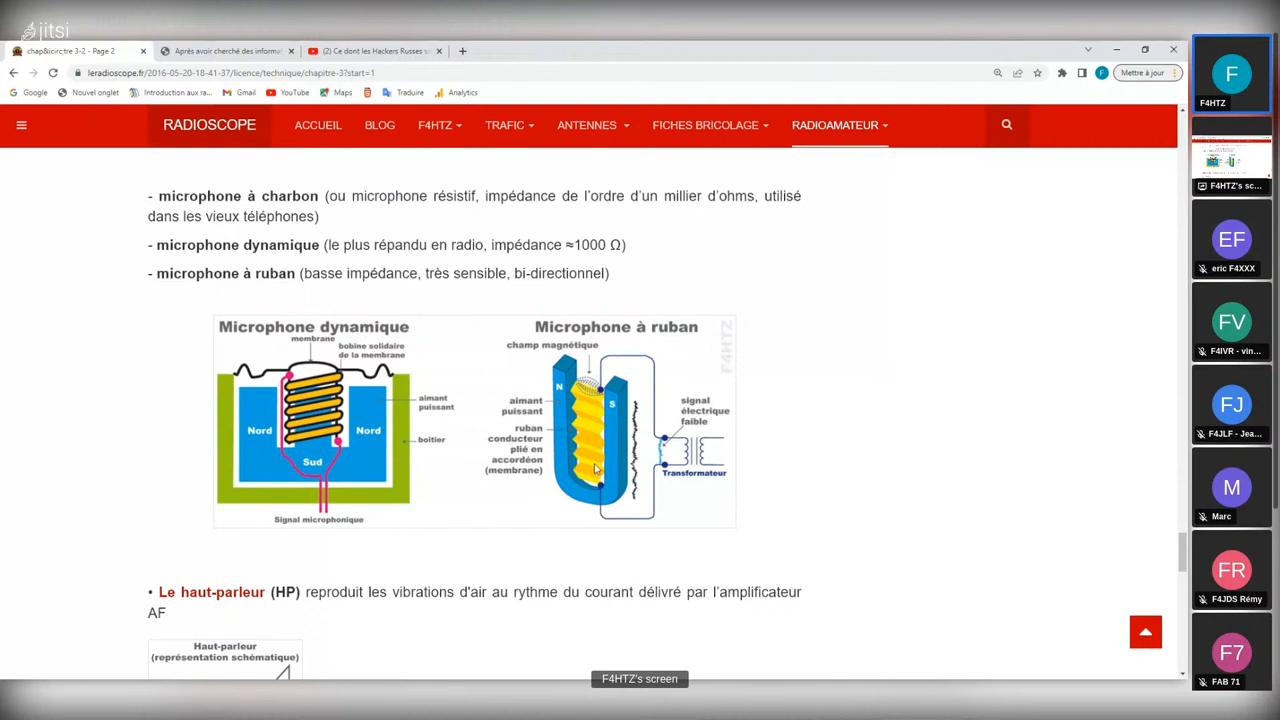 jitsi
chap&icirc;tre 3-2 - Page 2
Après avoir cherché des informat
(2) Ce dont les Hackers Russes s
leradioscope.fr/2016-05-20-18-41-37/licence/technique/chapitre-3?start=1
F
Mettre à jour
Google
Nouvel onglet
Introduction aux ra...
Gmail
YouTube
Maps
Traduire
Analytics
RADIOSCOPE
ACCUEIL
BLOG
F4HTZ
TRAFIC
ANTENNES
FICHES BRICOLAGE
RADIOAMATEUR
- microphone à charbon (ou microphone résistif, impédance de l'ordre d'un millier d'ohms, utilisé
dans les vieux téléphones)
- microphone dynamique (le plus répandu en radio, impédance ≈1000 Ω)
- microphone à ruban (basse impédance, très sensible, bi-directionnel)
Microphone dynamique
membrane
bobine solidaire
de la membrane
aimant
puissant
Nord
Nord
boitier
Sud
Signal microphonique
Microphone à ruban
F4HTZ
champ magnétique
N
S
aimant
puissant
ruban
conducteur
plié en
accordéon
(membrane)
signal
électrique
faible
Transformateur
• Le haut-parleur (HP) reproduit les vibrations d'air au rythme du courant délivré par l'amplificateur
AF
Haut-parleur
(représentation schématique)
F4HTZ's screen
F
F4HTZ
F4HTZ's sc...
EF
eric F4XXX
FV
F4IVR - vin...
FJ
F4JLF - Jea...
M
Marc
FR
F4JDS Rémy
F7
FAB 71